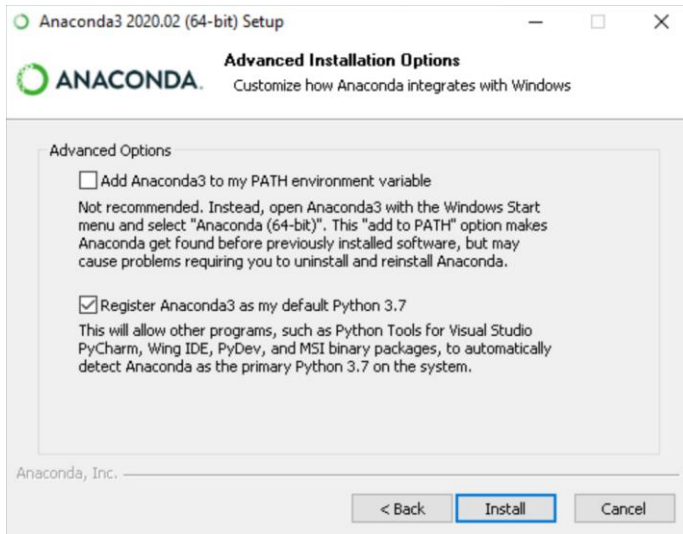 Anaconda3 2020.02 (64-bit) Setup
ANACONDA.
Advanced Installation Options
Customize how Anaconda integrates with Windows
Advanced Options
Add Anaconda3 to my PATH environment variable
Not recommended. Instead, open Anaconda3 with the Windows Start
menu and select "Anaconda (64-bit)". This "add to PATH" option makes
Anaconda get found before previously installed software, but may
cause problems requiring you to uninstall and reinstall Anaconda.
Register Anaconda3 as my default Python 3.7
This will allow other programs, such as Python Tools for Visual Studio
PyCharm, Wing IDE, PyDev, and MSI binary packages, to automatically
detect Anaconda as the primary Python 3.7 on the system.
Anaconda, Inc.
< Back Install Cancel